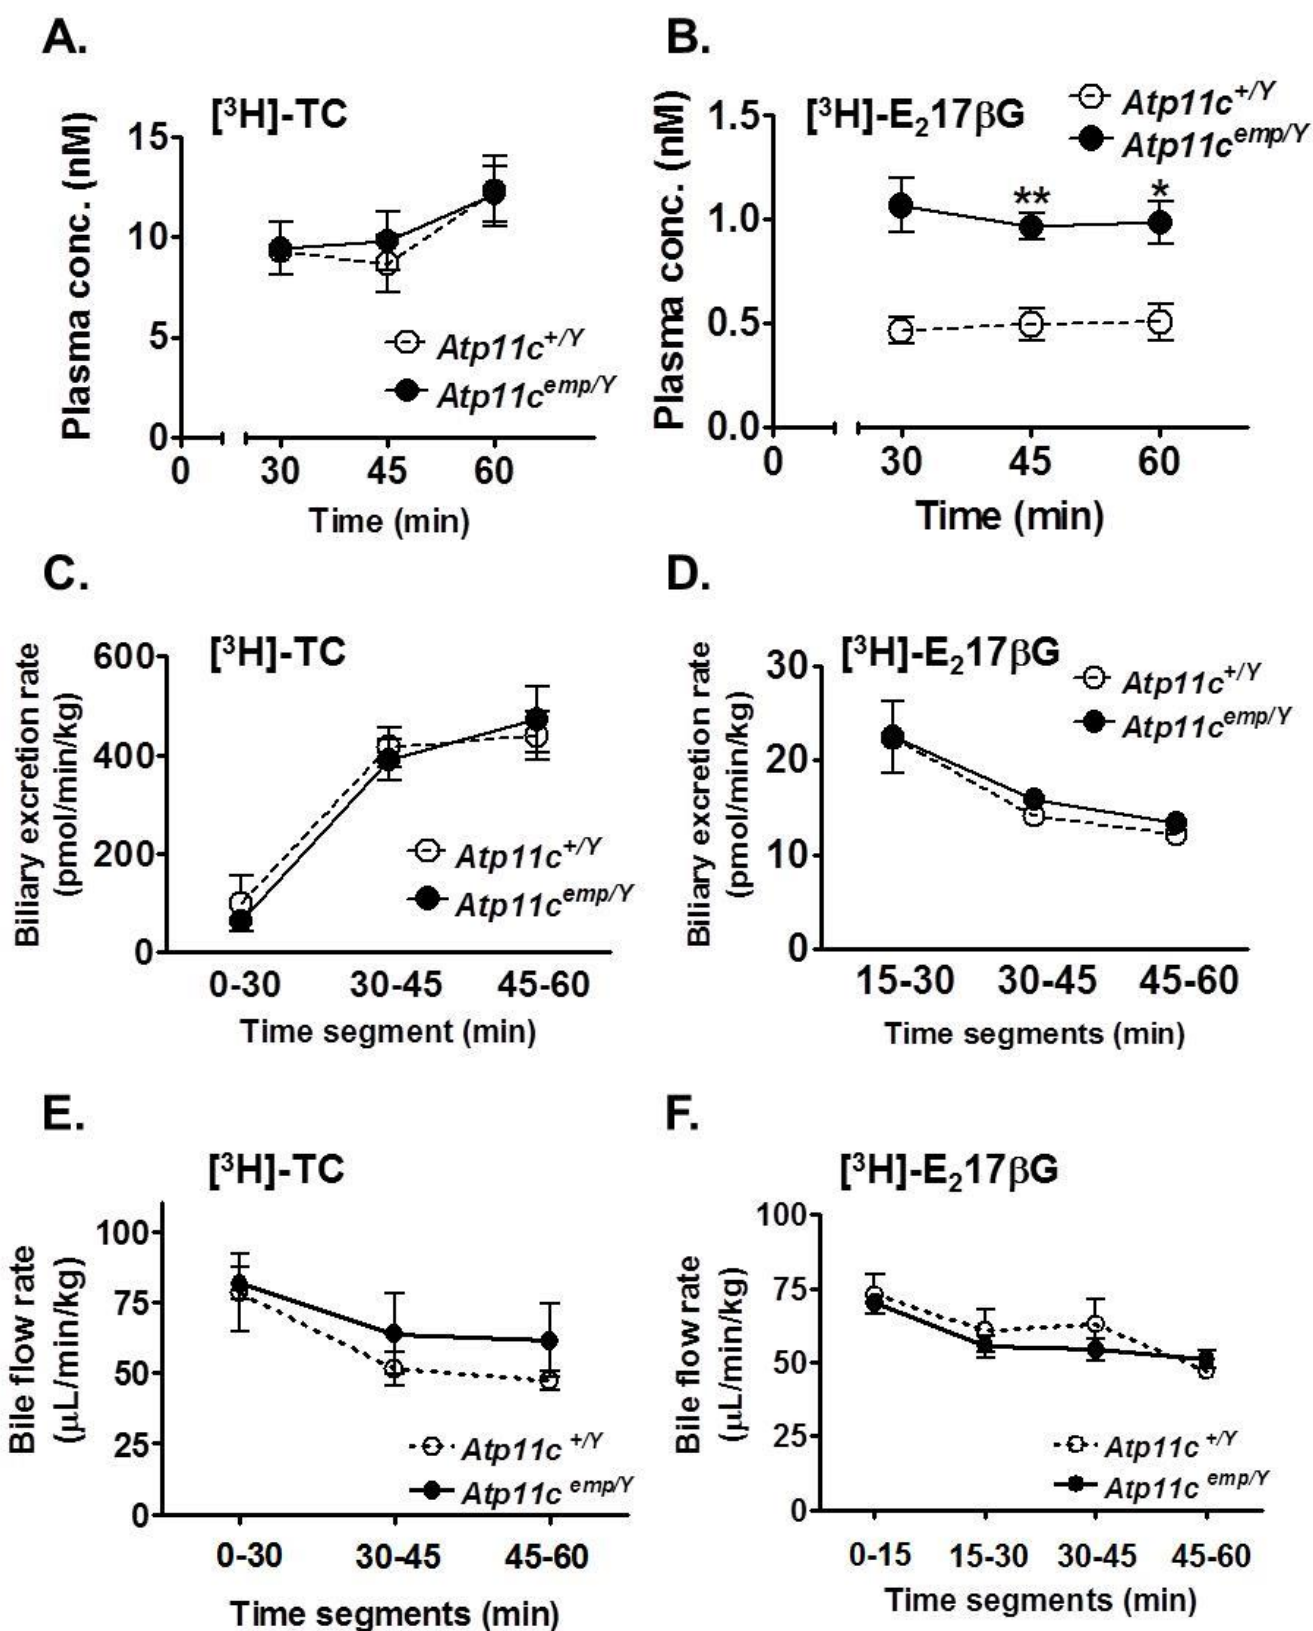 A.
[³H]-TC
Plasma conc. (nM)
15
10
5
0
Atp11c+/Y
Atp11cemp/Y
0 30 45 60
Time (min)
B.
[³H]-E₂17βG
Atp11c+/Y
Atp11cemp/Y
Plasma conc. (nM)
1.5
1.0
0.5
0.0
** *
0 30 45 60
Time (min)
C.
[³H]-TC
Biliary excretion rate
(pmol/min/kg)
600
400
200
0
Atp11c+/Y
Atp11cemp/Y
0-30 30-45 45-60
Time segment (min)
D.
[³H]-E₂17βG
Atp11c+/Y
Atp11cemp/Y
Biliary excretion rate
(pmol/min/kg)
30
20
10
0
15-30 30-45 45-60
Time segments (min)
E.
[³H]-TC
Bile flow rate
(μL/min/kg)
100
75
50
25
0
Atp11c +/Y
Atp11c emp/Y
0-30 30-45 45-60
Time segments (min)
F.
[³H]-E₂17βG
Bile flow rate
(μL/min/kg)
100
75
50
25
0
Atp11c +/Y
Atp11c emp/Y
0-15 15-30 30-45 45-60
Time segments (min)